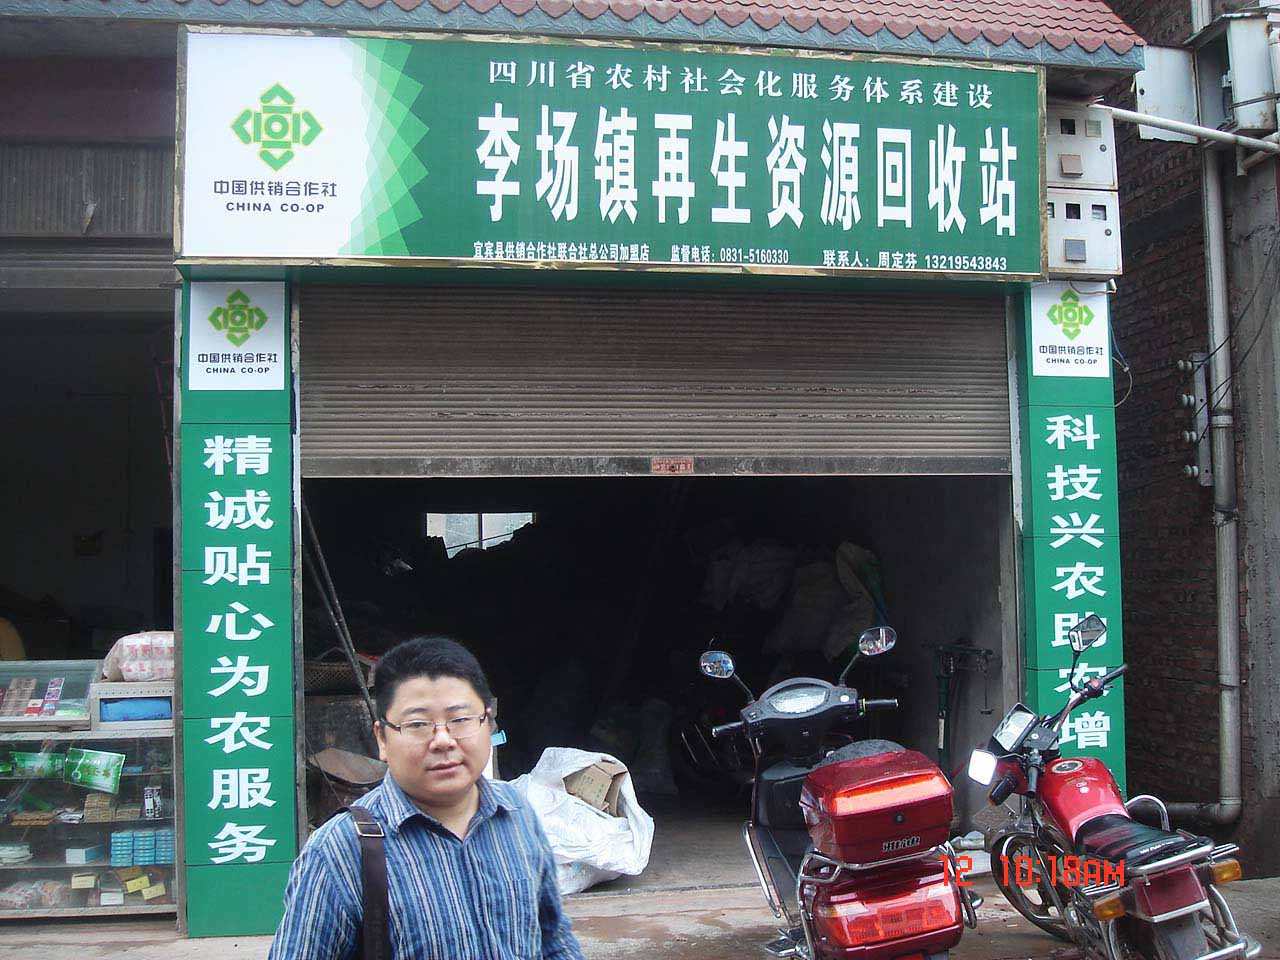 四川省农村社会化服务体系建设
李场镇再生资源回收站
中国供销合作社
CHINA CO-OP
宜宾县供销合作社联合社总公司加盟店 监督电话：0831-5160330 联系人：周定芬 13219543843
中国供销合作社
CHINA CO-OP
中国供销合作社
CHINA CO-OP
精诚贴心为农服务
科技兴农助农增
12 10:18AM